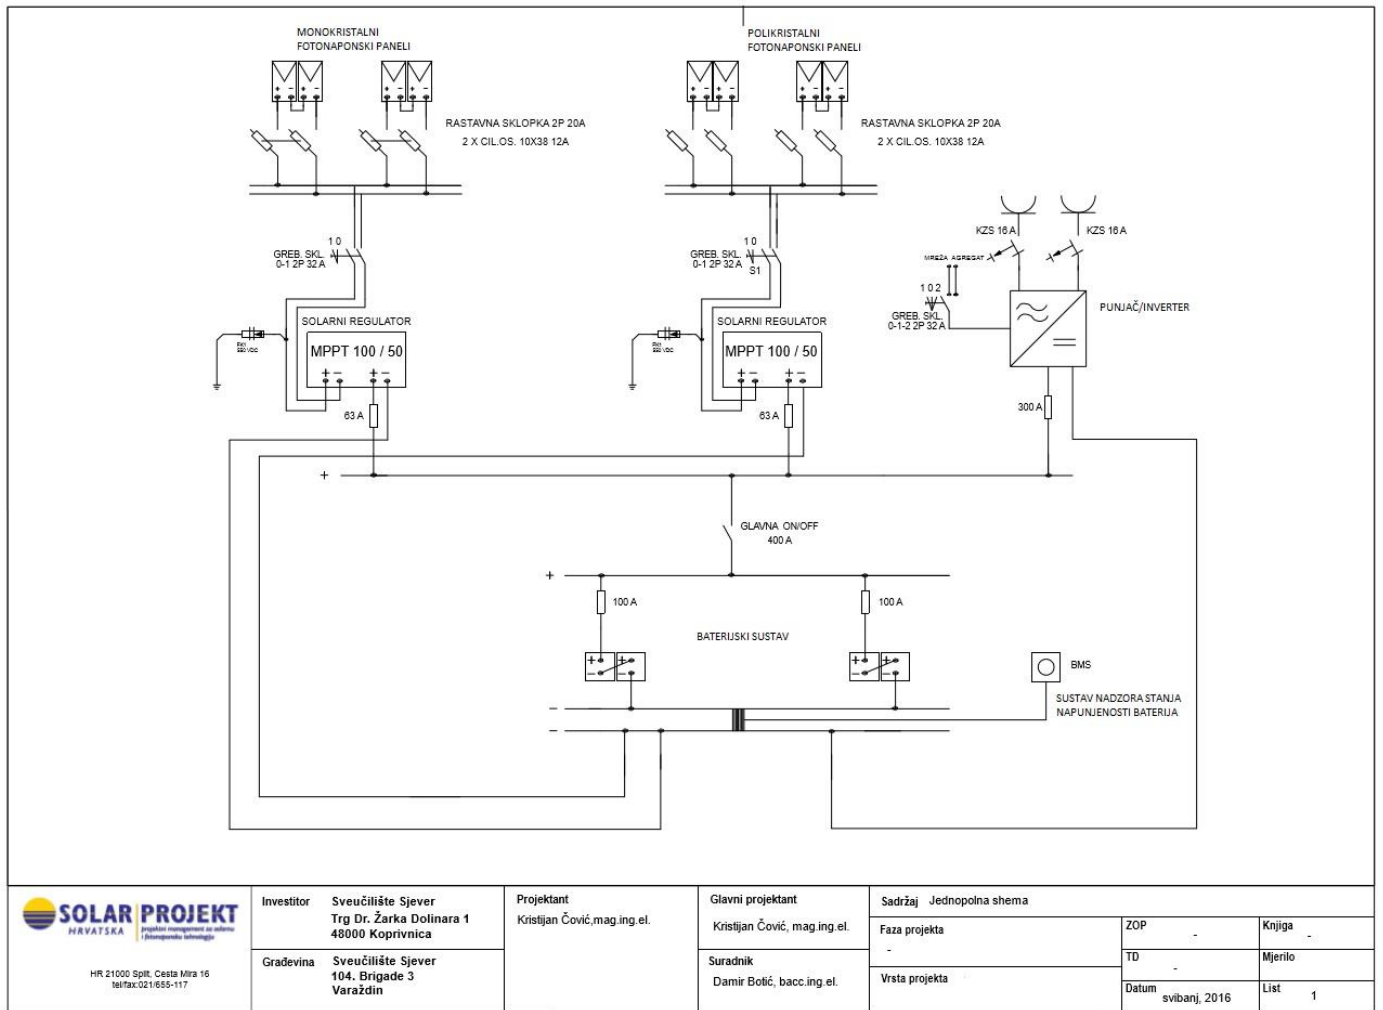 MONOKRISTALNI
FOTONAPONSKI PANELI
POLIKRISTALNI
FOTONAPONSKI PANELI
RASTAVNA SKLOPKA 2P 20A
2 X CIL.OS. 10X38 12A
RASTAVNA SKLOPKA 2P 20A
2 X CIL.OS. 10X38 12A
KZS 16 A
KZS 16 A
1 0
GREB. SKL.
0-1 2P 32 A
1 0
GREB. SKL.
0-1 2P 32 A
S1
MREŽA AGREGAT
1 0 2
GREB. SKL.
0-1-2 2P 32 A
PUNJAČ/INVERTER
SOLARNI REGULATOR
MPPT 100 / 50
+ − + −
SOLARNI REGULATOR
MPPT 100 / 50
+ − + −
63 A
63 A
300 A
+
GLAVNA ON/OFF
400 A
+
100 A
100 A
BATERIJSKI SUSTAV
BMS
SUSTAV NADZORA STANJA
NAPUNJENOSTI BATERIJA
−
−
SOLAR PROJEKT
HRVATSKA
projektni management za solarnu
i fotonaponsku tehnologiju
HR 21000 Split, Cesta Mira 16
tel/fax:021/655-117
Investitor
Sveučilište Sjever
Trg Dr. Žarka Dolinara 1
48000 Koprivnica
Građevina
Sveučilište Sjever
104. Brigade 3
Varaždin
Projektant
Kristijan Čović,mag.ing.el.
Glavni projektant
Kristijan Čović, mag.ing.el.
Suradnik
Damir Botić, bacc.ing.el.
Sadržaj Jednopolna shema
Faza projekta
-
Vrsta projekta
ZOP
-
Knjiga
-
TD
-
Mjerilo
Datum
svibanj, 2016
List
1